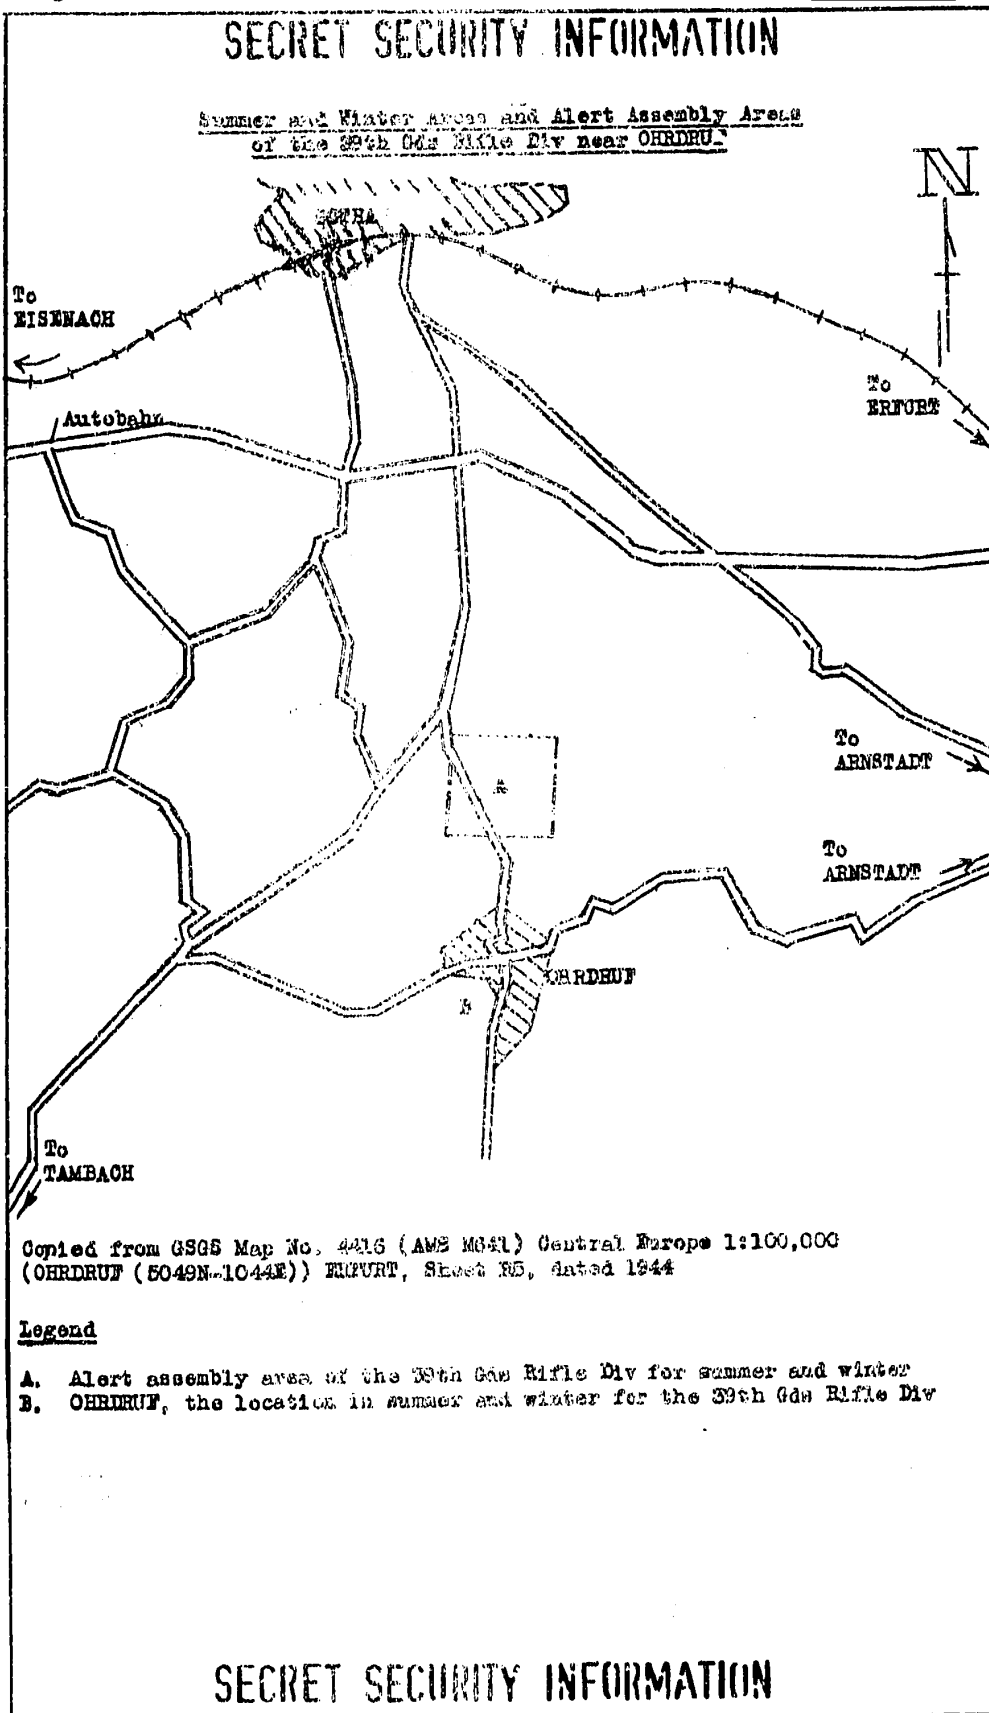 SECRET SECURITY INFORMATION
Summer and Winter Areas and Alert Assembly Areas
of the 39th Gds Rifle Div near OHRDRUF
N
GOTHA
To
EISENACH
To
ERFURT
Autobahn
To
ARNSTADT
A
To
ARNSTADT
OHRDRUF
B
To
TAMBACH
Copied from GSGS Map No. 4416 (AMS M641) Central Europe 1:100,000
(OHRDRUF (5049N-1044E)) ERFURT, Sheet R5, dated 1944
Legend
A. Alert assembly area of the 39th Gds Rifle Div for summer and winter
B. OHRDRUF, the location in summer and winter for the 39th Gds Rifle Div
SECRET SECURITY INFORMATION